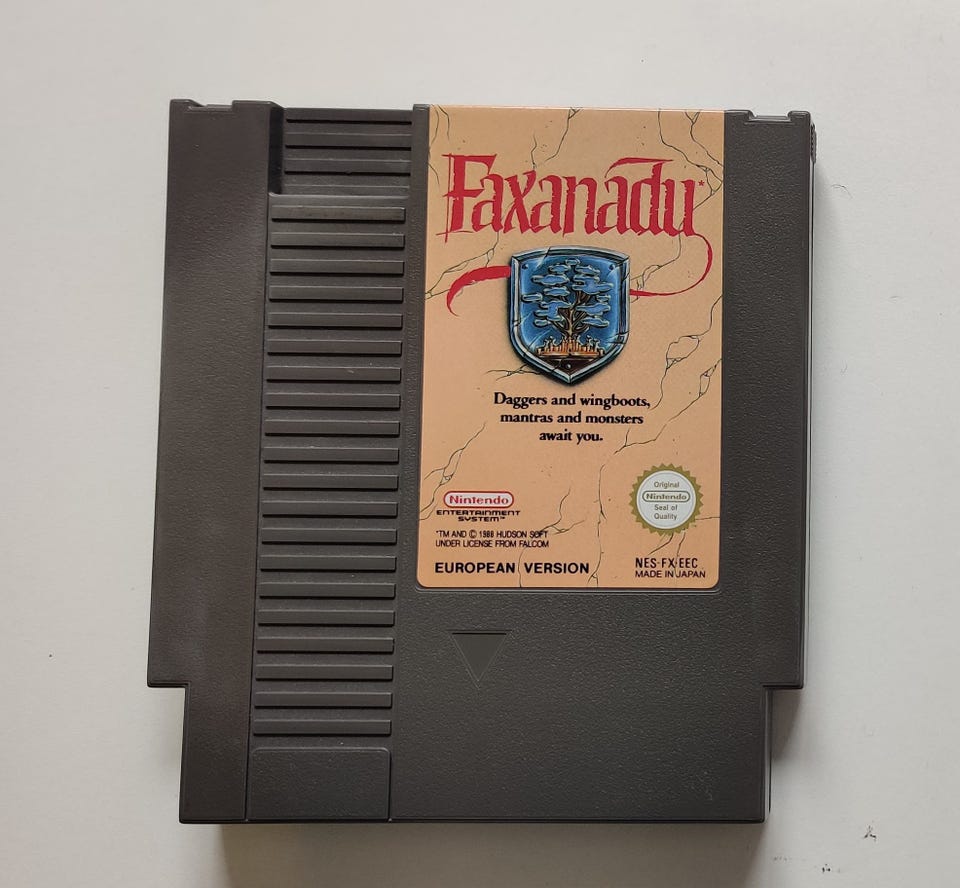 Faxanadu*
Daggers and wingboots,
mantras and monsters
await you.
Nintendo
ENTERTAINMENT
SYSTEM™
*TM AND © 1988 HUDSON SOFT
UNDER LICENSE FROM FALCOM
EUROPEAN VERSION
Original
Nintendo
Seal of
Quality
NES-FX-EEC
MADE IN JAPAN